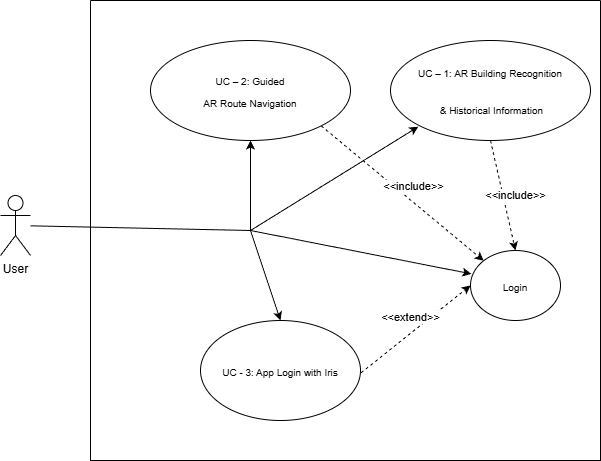 UC – 2: Guided
AR Route Navigation
UC – 1: AR Building Recognition
& Historical Information
<<include>>
<<include>>
User
Login
<<extend>>
UC - 3: App Login with Iris